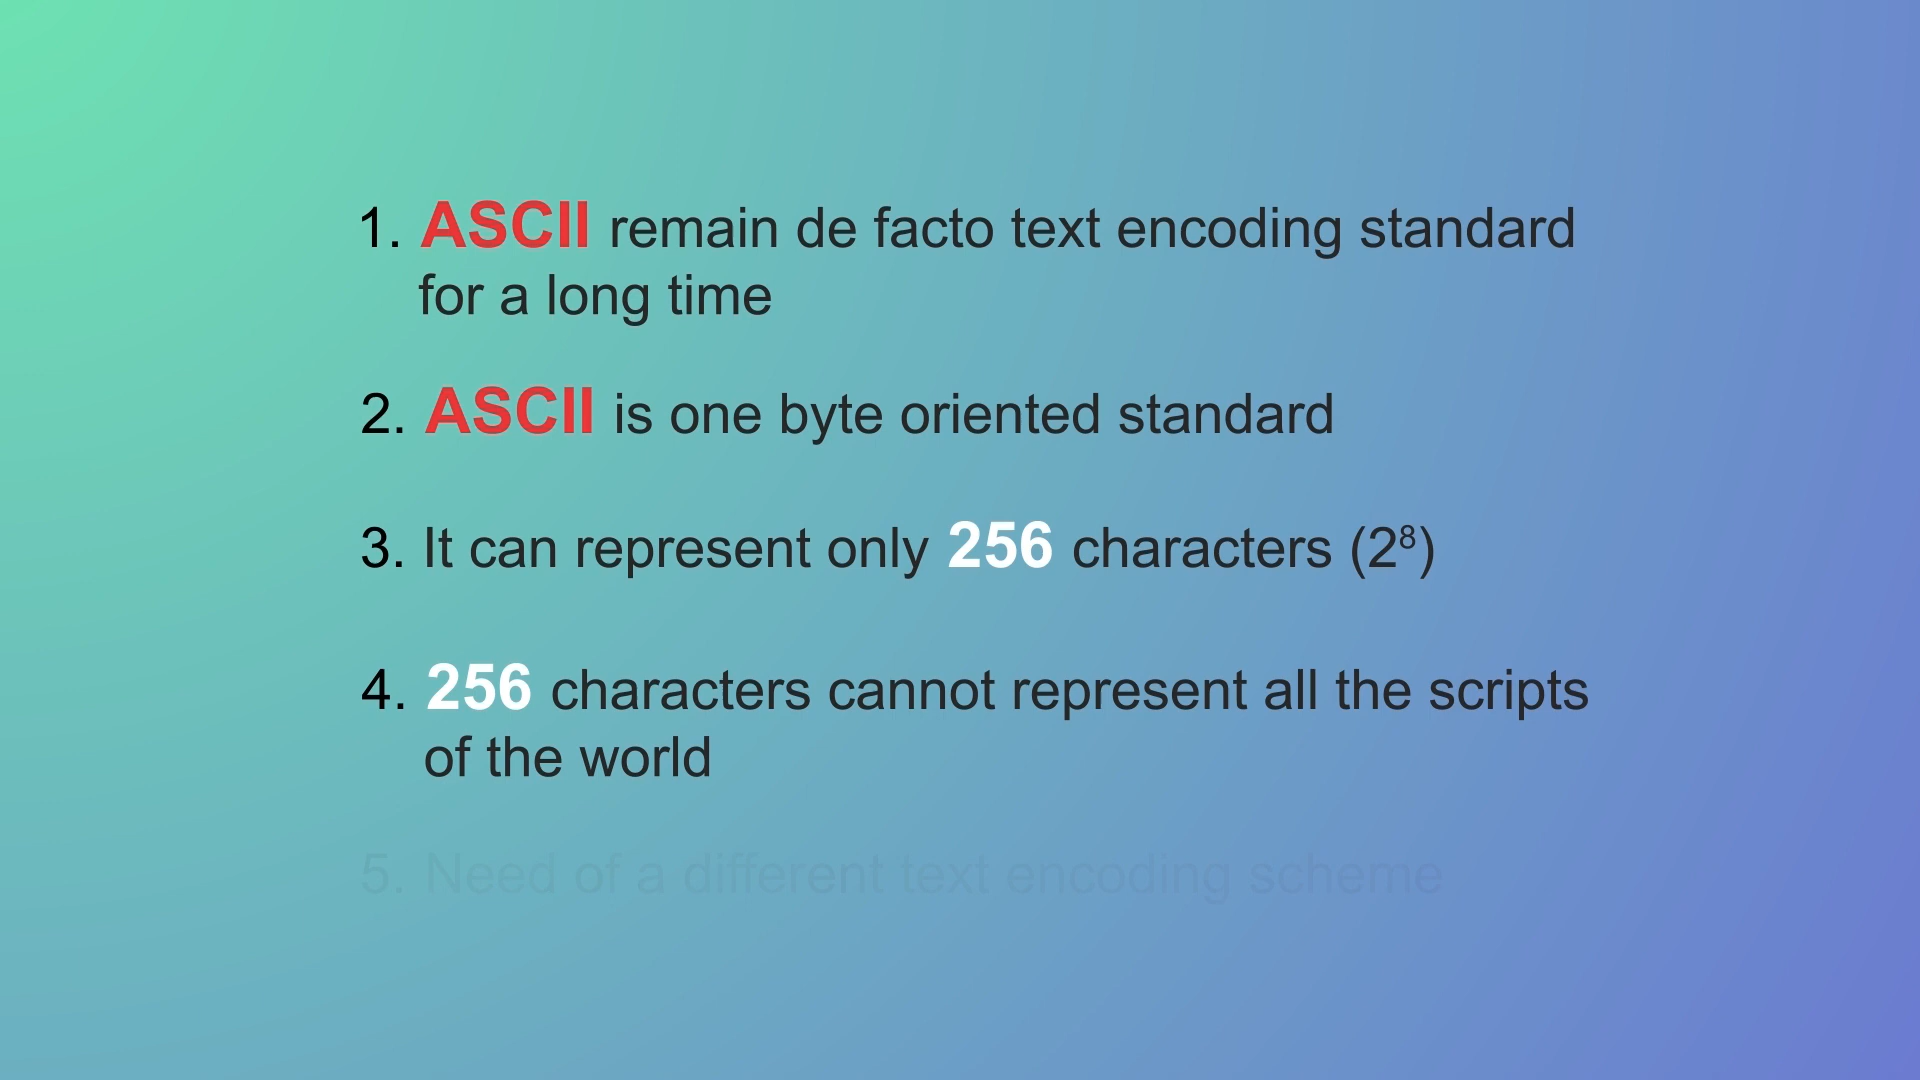 1. ASCII remain de facto text encoding standard
for a long time
2. ASCII is one byte oriented standard
3. It can represent only 256 characters (2⁸)
4. 256 characters cannot represent all the scripts
of the world
5. Need of a different text encoding scheme